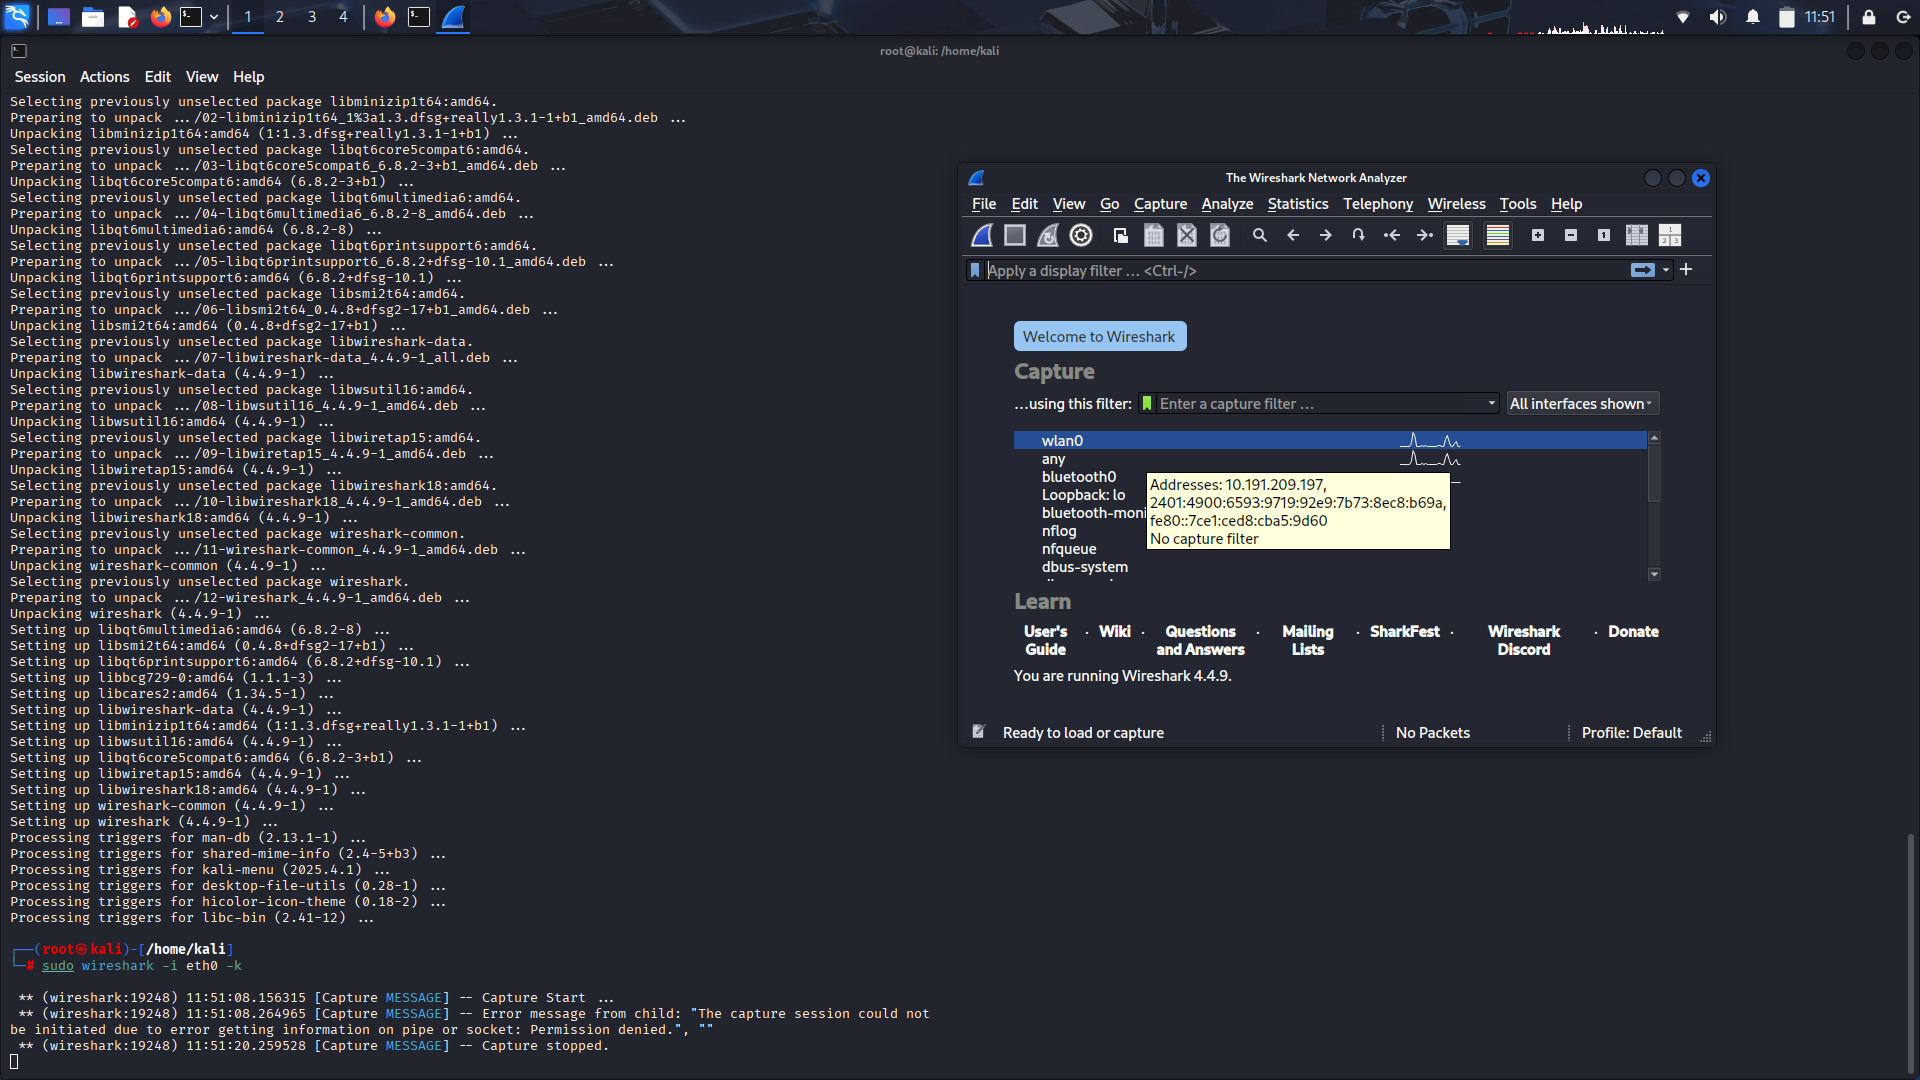 1 2 3 4
11:51
root@kali: /home/kali
Session Actions Edit View Help
Selecting previously unselected package libminizip1t64:amd64.
Preparing to unpack .../02-libminizip1t64_1%3a1.3.dfsg+really1.3.1-1+b1_amd64.deb ...
Unpacking libminizip1t64:amd64 (1:1.3.dfsg+really1.3.1-1+b1) ...
Selecting previously unselected package libqt6core5compat6:amd64.
Preparing to unpack .../03-libqt6core5compat6_6.8.2-3+b1_amd64.deb ...
Unpacking libqt6core5compat6:amd64 (6.8.2-3+b1) ...
Selecting previously unselected package libqt6multimedia6:amd64.
Preparing to unpack .../04-libqt6multimedia6_6.8.2-8_amd64.deb ...
Unpacking libqt6multimedia6:amd64 (6.8.2-8) ...
Selecting previously unselected package libqt6printsupport6:amd64.
Preparing to unpack .../05-libqt6printsupport6_6.8.2+dfsg-10.1_amd64.deb ...
Unpacking libqt6printsupport6:amd64 (6.8.2+dfsg-10.1) ...
Selecting previously unselected package libsmi2t64:amd64.
Preparing to unpack .../06-libsmi2t64_0.4.8+dfsg2-17+b1_amd64.deb ...
Unpacking libsmi2t64:amd64 (0.4.8+dfsg2-17+b1) ...
Selecting previously unselected package libwireshark-data.
Preparing to unpack .../07-libwireshark-data_4.4.9-1_all.deb ...
Unpacking libwireshark-data (4.4.9-1) ...
Selecting previously unselected package libwsutil16:amd64.
Preparing to unpack .../08-libwsutil16_4.4.9-1_amd64.deb ...
Unpacking libwsutil16:amd64 (4.4.9-1) ...
Selecting previously unselected package libwiretap15:amd64.
Preparing to unpack .../09-libwiretap15_4.4.9-1_amd64.deb ...
Unpacking libwiretap15:amd64 (4.4.9-1) ...
Selecting previously unselected package libwireshark18:amd64.
Preparing to unpack .../10-libwireshark18_4.4.9-1_amd64.deb ...
Unpacking libwireshark18:amd64 (4.4.9-1) ...
Selecting previously unselected package wireshark-common.
Preparing to unpack .../11-wireshark-common_4.4.9-1_amd64.deb ...
Unpacking wireshark-common (4.4.9-1) ...
Selecting previously unselected package wireshark.
Preparing to unpack .../12-wireshark_4.4.9-1_amd64.deb ...
Unpacking wireshark (4.4.9-1) ...
Setting up libqt6multimedia6:amd64 (6.8.2-8) ...
Setting up libsmi2t64:amd64 (0.4.8+dfsg2-17+b1) ...
Setting up libqt6printsupport6:amd64 (6.8.2+dfsg-10.1) ...
Setting up libbcg729-0:amd64 (1.1.1-3) ...
Setting up libcares2:amd64 (1.34.5-1) ...
Setting up libwireshark-data (4.4.9-1) ...
Setting up libminizip1t64:amd64 (1:1.3.dfsg+really1.3.1-1+b1) ...
Setting up libwsutil16:amd64 (4.4.9-1) ...
Setting up libqt6core5compat6:amd64 (6.8.2-3+b1) ...
Setting up libwiretap15:amd64 (4.4.9-1) ...
Setting up libwireshark18:amd64 (4.4.9-1) ...
Setting up wireshark-common (4.4.9-1) ...
Setting up wireshark (4.4.9-1) ...
Processing triggers for man-db (2.13.1-1) ...
Processing triggers for shared-mime-info (2.4-5+b3) ...
Processing triggers for kali-menu (2025.4.1) ...
Processing triggers for desktop-file-utils (0.28-1) ...
Processing triggers for hicolor-icon-theme (0.18-2) ...
Processing triggers for libc-bin (2.41-12) ...
┌──(root㉿kali)-[/home/kali]
└─# sudo wireshark -i eth0 -k
** (wireshark:19248) 11:51:08.156315 [Capture MESSAGE] -- Capture Start ...
** (wireshark:19248) 11:51:08.264965 [Capture MESSAGE] -- Error message from child: "The capture session could not
be initiated due to error getting information on pipe or socket: Permission denied.", ""
** (wireshark:19248) 11:51:20.259528 [Capture MESSAGE] -- Capture stopped.
The Wireshark Network Analyzer
File Edit View Go Capture Analyze Statistics Telephony Wireless Tools Help
Apply a display filter ... <Ctrl-/>
Welcome to Wireshark
Capture
...using this filter: Enter a capture filter ... All interfaces shown
wlan0
any
bluetooth0
Loopback: lo
bluetooth-moni
nflog
nfqueue
dbus-system
Addresses: 10.191.209.197,
2401:4900:6593:9719:92e9:7b73:8ec8:b69a,
fe80::7ce1:ced8:cba5:9d60
No capture filter
Learn
User's Guide · Wiki · Questions and Answers · Mailing Lists · SharkFest · Wireshark Discord · Donate
You are running Wireshark 4.4.9.
Ready to load or capture No Packets Profile: Default